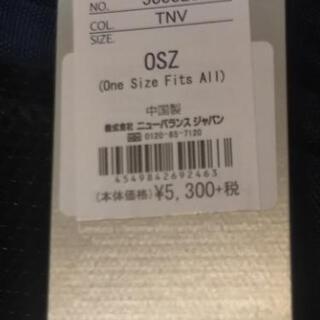 NO.
COL. TNV
SIZE.
OSZ
(One Size Fits All)
中国製
株式会社 ニューバランス ジャパン
0120-85-7120
4549842692463
(本体価格) ¥5,300+税